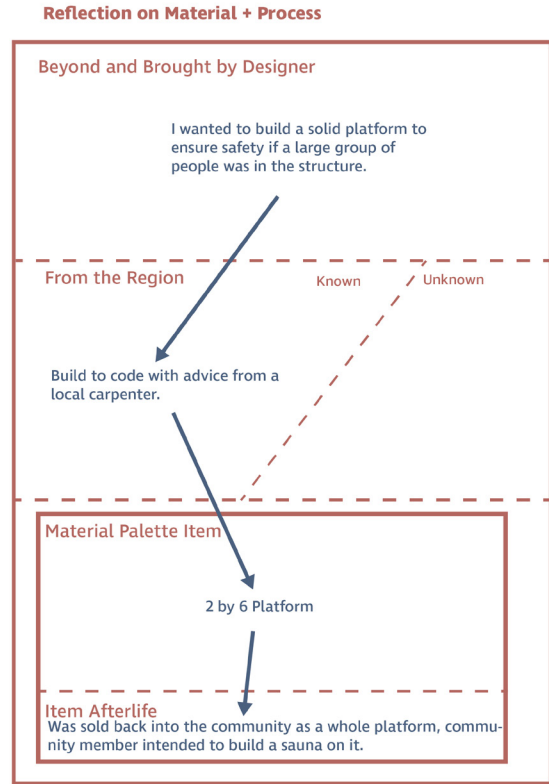 Reflection on Material + Process
Beyond and Brought by Designer
I wanted to build a solid platform to
ensure safety if a large group of
people was in the structure.
From the Region
Known
Unknown
Build to code with advice from a
local carpenter.
Material Palette Item
2 by 6 Platform
Item Afterlife
Was sold back into the community as a whole platform, commu-
nity member intended to build a sauna on it.